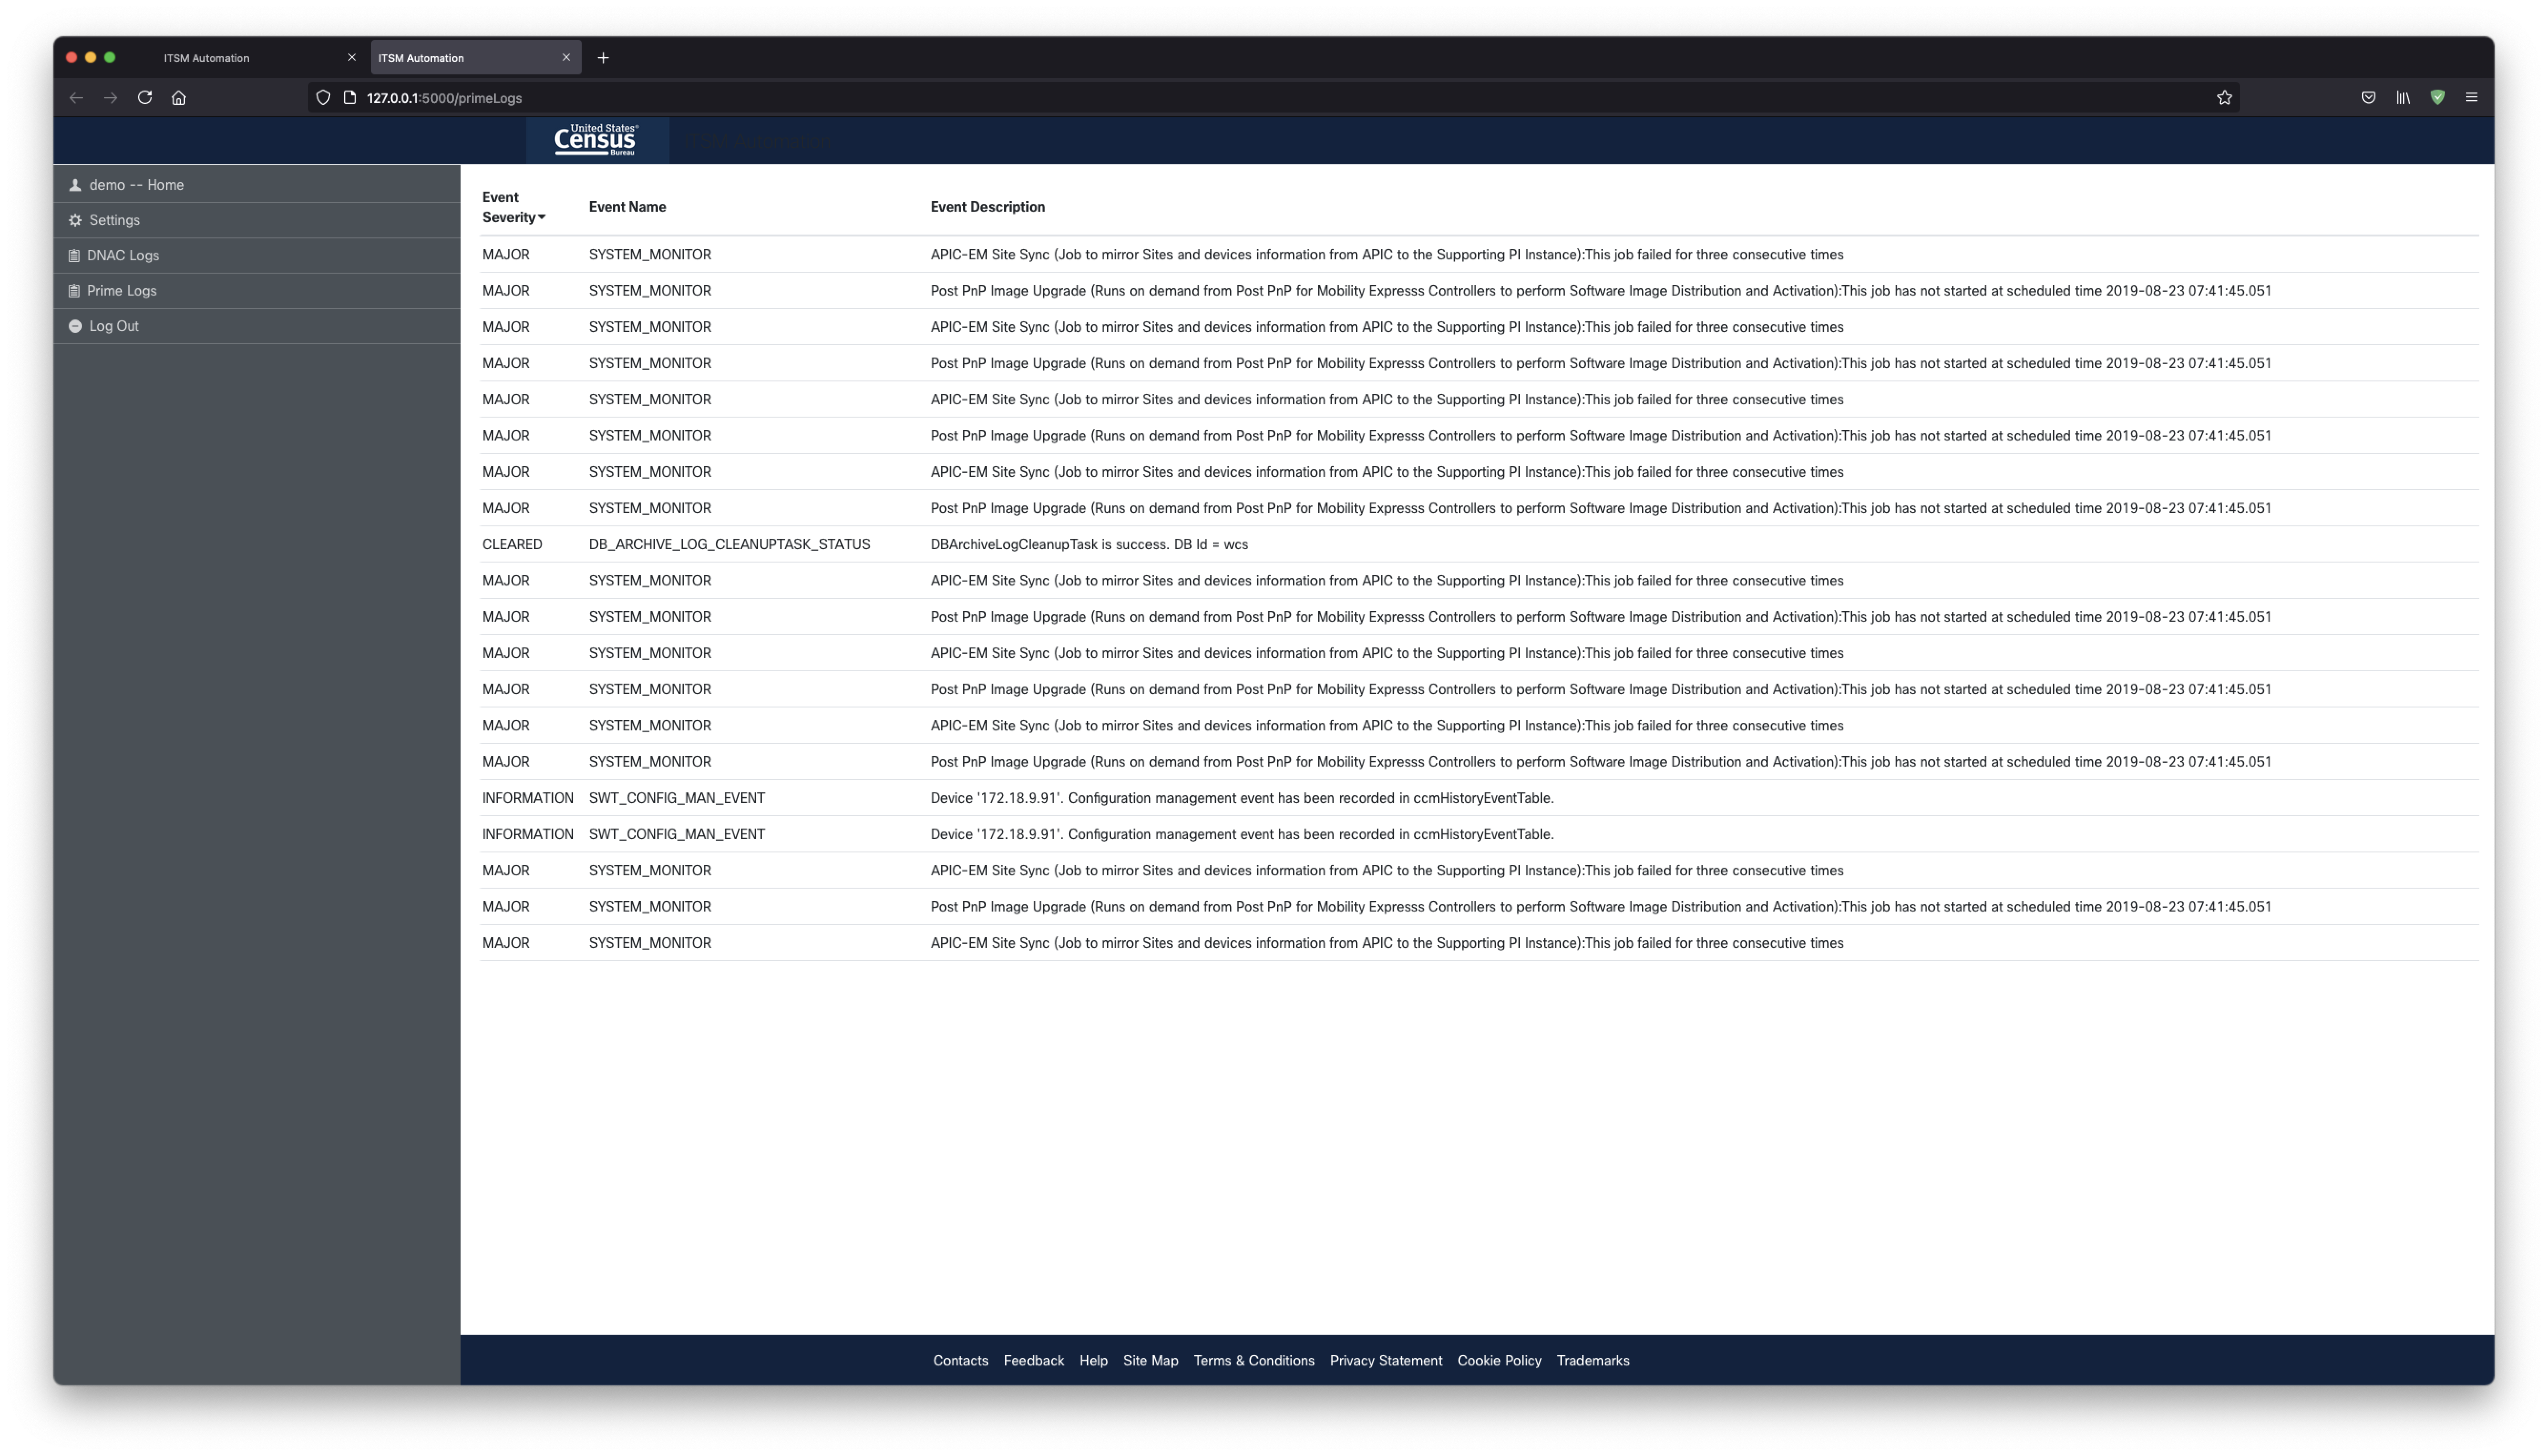 ITSM Automation
ITSM Automation
127.0.0.1:5000/primeLogs
United States®
Census
Bureau
demo -- Home
Settings
DNAC Logs
Prime Logs
Log Out
Event Severity Event Name Event Description
MAJOR SYSTEM_MONITOR APIC-EM Site Sync (Job to mirror Sites and devices information from APIC to the Supporting PI Instance):This job failed for three consecutive times
MAJOR SYSTEM_MONITOR Post PnP Image Upgrade (Runs on demand from Post PnP for Mobility Expresss Controllers to perform Software Image Distribution and Activation):This job has not started at scheduled time 2019-08-23 07:41:45.051
MAJOR SYSTEM_MONITOR APIC-EM Site Sync (Job to mirror Sites and devices information from APIC to the Supporting PI Instance):This job failed for three consecutive times
MAJOR SYSTEM_MONITOR Post PnP Image Upgrade (Runs on demand from Post PnP for Mobility Expresss Controllers to perform Software Image Distribution and Activation):This job has not started at scheduled time 2019-08-23 07:41:45.051
MAJOR SYSTEM_MONITOR APIC-EM Site Sync (Job to mirror Sites and devices information from APIC to the Supporting PI Instance):This job failed for three consecutive times
MAJOR SYSTEM_MONITOR Post PnP Image Upgrade (Runs on demand from Post PnP for Mobility Expresss Controllers to perform Software Image Distribution and Activation):This job has not started at scheduled time 2019-08-23 07:41:45.051
MAJOR SYSTEM_MONITOR APIC-EM Site Sync (Job to mirror Sites and devices information from APIC to the Supporting PI Instance):This job failed for three consecutive times
MAJOR SYSTEM_MONITOR Post PnP Image Upgrade (Runs on demand from Post PnP for Mobility Expresss Controllers to perform Software Image Distribution and Activation):This job has not started at scheduled time 2019-08-23 07:41:45.051
CLEARED DB_ARCHIVE_LOG_CLEANUPTASK_STATUS DBArchiveLogCleanupTask is success. DB Id = wcs
MAJOR SYSTEM_MONITOR APIC-EM Site Sync (Job to mirror Sites and devices information from APIC to the Supporting PI Instance):This job failed for three consecutive times
MAJOR SYSTEM_MONITOR Post PnP Image Upgrade (Runs on demand from Post PnP for Mobility Expresss Controllers to perform Software Image Distribution and Activation):This job has not started at scheduled time 2019-08-23 07:41:45.051
MAJOR SYSTEM_MONITOR APIC-EM Site Sync (Job to mirror Sites and devices information from APIC to the Supporting PI Instance):This job failed for three consecutive times
MAJOR SYSTEM_MONITOR Post PnP Image Upgrade (Runs on demand from Post PnP for Mobility Expresss Controllers to perform Software Image Distribution and Activation):This job has not started at scheduled time 2019-08-23 07:41:45.051
MAJOR SYSTEM_MONITOR APIC-EM Site Sync (Job to mirror Sites and devices information from APIC to the Supporting PI Instance):This job failed for three consecutive times
MAJOR SYSTEM_MONITOR Post PnP Image Upgrade (Runs on demand from Post PnP for Mobility Expresss Controllers to perform Software Image Distribution and Activation):This job has not started at scheduled time 2019-08-23 07:41:45.051
INFORMATION SWT_CONFIG_MAN_EVENT Device '172.18.9.91'. Configuration management event has been recorded in ccmHistoryEventTable.
INFORMATION SWT_CONFIG_MAN_EVENT Device '172.18.9.91'. Configuration management event has been recorded in ccmHistoryEventTable.
MAJOR SYSTEM_MONITOR APIC-EM Site Sync (Job to mirror Sites and devices information from APIC to the Supporting PI Instance):This job failed for three consecutive times
MAJOR SYSTEM_MONITOR Post PnP Image Upgrade (Runs on demand from Post PnP for Mobility Expresss Controllers to perform Software Image Distribution and Activation):This job has not started at scheduled time 2019-08-23 07:41:45.051
MAJOR SYSTEM_MONITOR APIC-EM Site Sync (Job to mirror Sites and devices information from APIC to the Supporting PI Instance):This job failed for three consecutive times
Contacts Feedback Help Site Map Terms & Conditions Privacy Statement Cookie Policy Trademarks